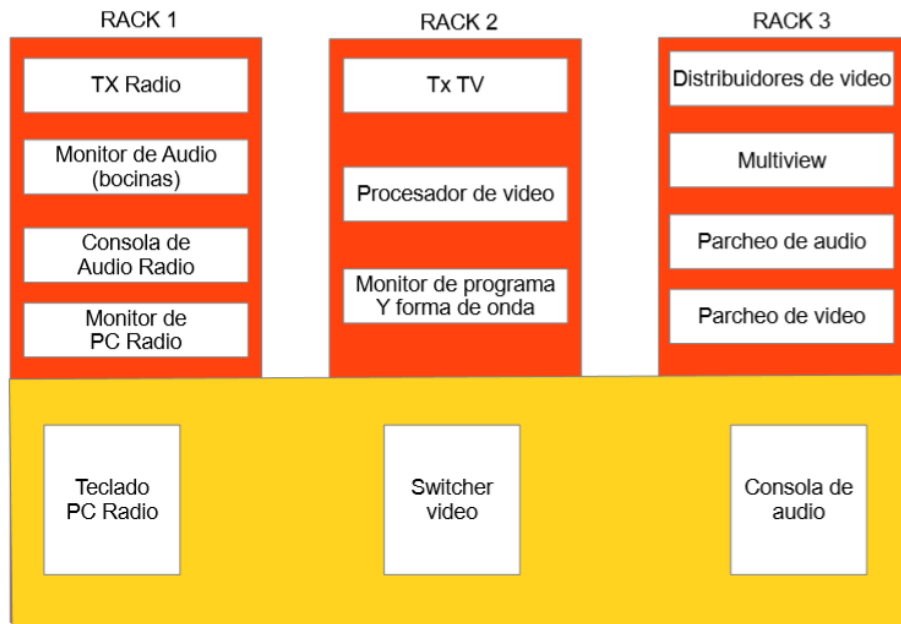 RACK 1
TX Radio
Monitor de Audio
(bocinas)
Consola de
Audio Radio
Monitor de
PC Radio
RACK 2
Tx TV
Procesador de video
Monitor de programa
Y forma de onda
RACK 3
Distribuidores de video
Multiview
Parcheo de audio
Parcheo de video
Teclado
PC Radio
Switcher
video
Consola de
audio